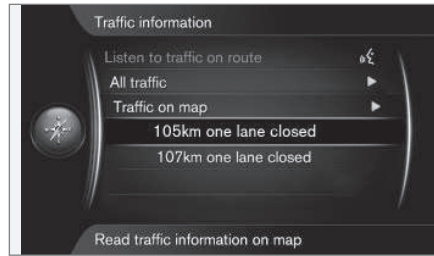 Traffic information
Listen to traffic on route
All traffic
Traffic on map
105km one lane closed
107km one lane closed
Read traffic information on map